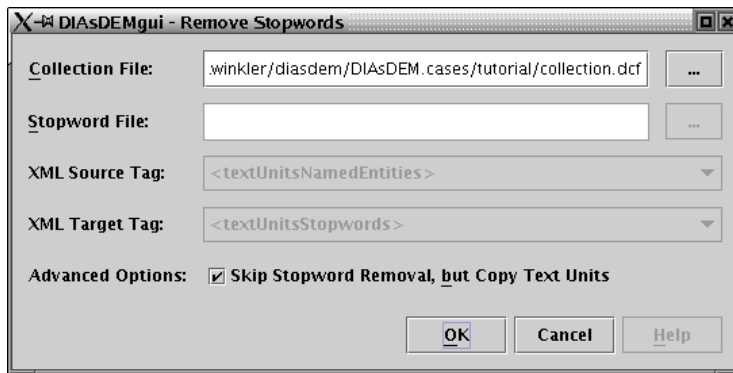 DIAsDEMgui - Remove Stopwords
Collection File: .winkler/diasdem/DIAsDEM.cases/tutorial/collection.dcf ...
Stopword File: ...
XML Source Tag: <textUnitsNamedEntities>
XML Target Tag: <textUnitsStopwords>
Advanced Options: Skip Stopword Removal, but Copy Text Units
OK Cancel Help